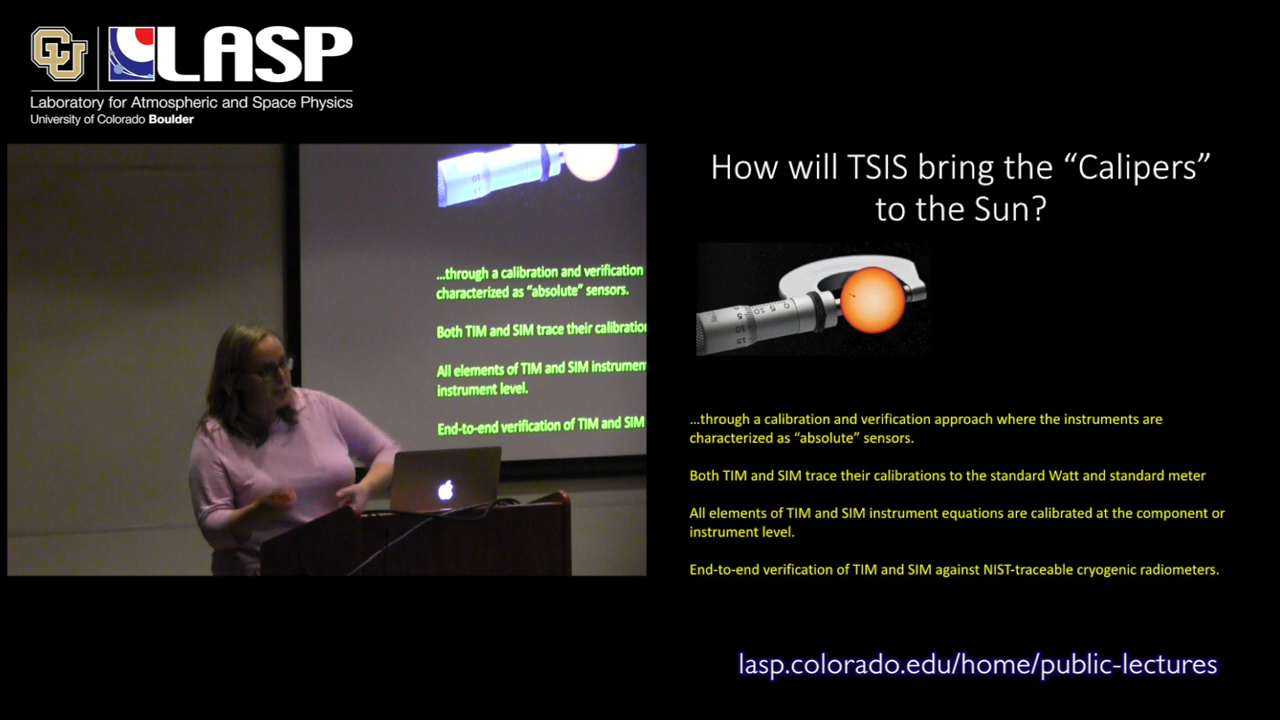 CU
LASP
Laboratory for Atmospheric and Space Physics
University of Colorado Boulder
...through a calibration and verification
characterized as “absolute” sensors.
Both TIM and SIM trace their
All elements of TIM and SIM
instrument level.
End-to-end verification of TIM and SIM
How will TSIS bring the “Calipers”
to the Sun?
...through a calibration and verification approach where the instruments are
characterized as “absolute” sensors.
Both TIM and SIM trace their calibrations to the standard Watt and standard meter
All elements of TIM and SIM instrument equations are calibrated at the component or
instrument level.
End-to-end verification of TIM and SIM against NIST-traceable cryogenic radiometers.
lasp.colorado.edu/home/public-lectures